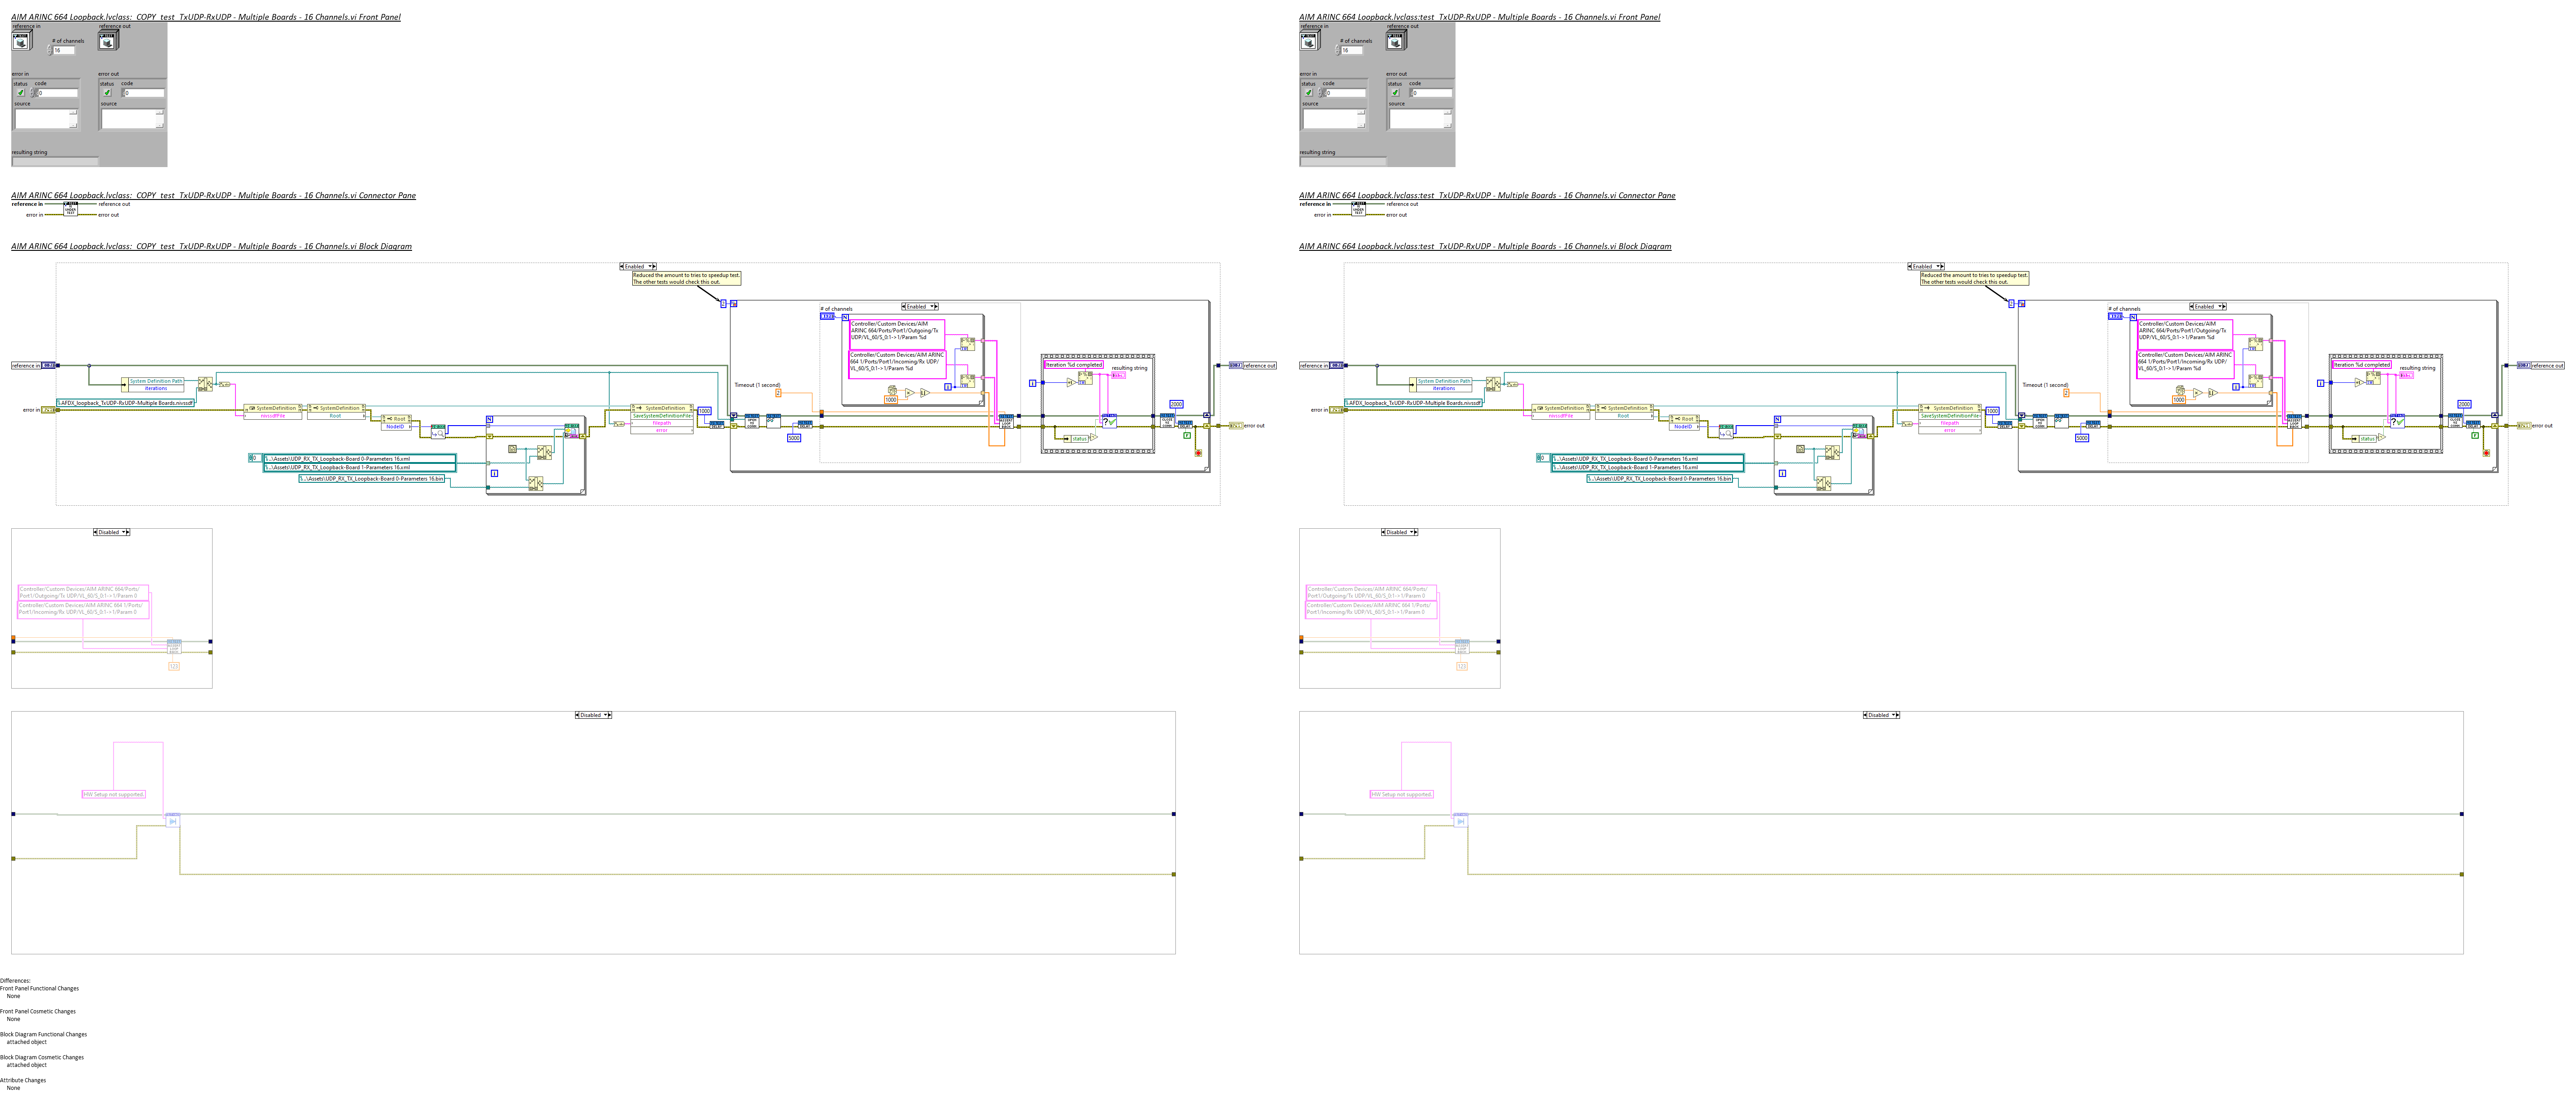 AIM ARINC 664 Loopback.lvclass:_COPY_test_TxUDP-RxUDP - Multiple Boards - 16 Channels.vi Front Panel
reference in
reference out
# of channels
16
error in
error out
status code
status code
0
0
source
source
resulting string
AIM ARINC 664 Loopback.lvclass:_COPY_test_TxUDP-RxUDP - Multiple Boards - 16 Channels.vi Connector Pane
reference in
reference out
error in
error out
AIM ARINC 664 Loopback.lvclass:_COPY_test_TxUDP-RxUDP - Multiple Boards - 16 Channels.vi Block Diagram
Enabled
Reduced the amount to tries to speedup test.
The other tests would check this out.
Enabled
# of channels
Controller/Custom Devices/AIM
ARINC 664/Ports/Port1/Outgoing/Tx
UDP/VL_60/S_0:1->1/Param %d
Controller/Custom Devices/AIM ARINC
664 1/Ports/Port1/Incoming/Rx UDP/
VL_60/S_0:1->1/Param %d
Iteration %d completed
resulting string
reference in
reference out
System Definition Path
iterations
Timeout (1 second)
2
1000
..\AFDX_loopback_TxUDP-RxUDP-Multiple Boards.nivssdf
error in
SystemDefinition
nivssdfFile
SystemDefinition
Root
Root
NodeID
SystemDefinition
SaveSystemDefinitionFile
filepath
error
1000
5000
2000
status
error out
0
..\Assets\UDP_RX_TX_Loopback-Board 0-Parameters 16.xml
..\Assets\UDP_RX_TX_Loopback-Board 1-Parameters 16.xml
..\Assets\UDP_RX_TX_Loopback-Board 0-Parameters 16.bin
Disabled
Controller/Custom Devices/AIM ARINC 664/Ports/
Port1/Outgoing/Tx UDP/VL_60/S_0:1->1/Param 0
Controller/Custom Devices/AIM ARINC 664 1/Ports/
Port1/Incoming/Rx UDP/VL_60/S_0:1->1/Param 0
123
Disabled
HW Setup not supported.
Differences:
Front Panel Functional Changes
None
Front Panel Cosmetic Changes
None
Block Diagram Functional Changes
attached object
Block Diagram Cosmetic Changes
attached object
Attribute Changes
None
AIM ARINC 664 Loopback.lvclass:test_TxUDP-RxUDP - Multiple Boards - 16 Channels.vi Front Panel
reference in
reference out
# of channels
16
error in
error out
status code
status code
0
0
source
source
resulting string
AIM ARINC 664 Loopback.lvclass:test_TxUDP-RxUDP - Multiple Boards - 16 Channels.vi Connector Pane
reference in
reference out
error in
error out
AIM ARINC 664 Loopback.lvclass:test_TxUDP-RxUDP - Multiple Boards - 16 Channels.vi Block Diagram
Enabled
Reduced the amount to tries to speedup test.
The other tests would check this out.
Enabled
# of channels
Controller/Custom Devices/AIM
ARINC 664/Ports/Port1/Outgoing/Tx
UDP/VL_60/S_0:1->1/Param %d
Controller/Custom Devices/AIM ARINC
664 1/Ports/Port1/Incoming/Rx UDP/
VL_60/S_0:1->1/Param %d
Iteration %d completed
resulting string
reference in
reference out
System Definition Path
iterations
Timeout (1 second)
2
1000
..\AFDX_loopback_TxUDP-RxUDP-Multiple Boards.nivssdf
error in
SystemDefinition
nivssdfFile
SystemDefinition
Root
Root
NodeID
SystemDefinition
SaveSystemDefinitionFile
filepath
error
1000
5000
2000
status
error out
0
..\Assets\UDP_RX_TX_Loopback-Board 0-Parameters 16.xml
..\Assets\UDP_RX_TX_Loopback-Board 1-Parameters 16.xml
..\Assets\UDP_RX_TX_Loopback-Board 0-Parameters 16.bin
Disabled
Controller/Custom Devices/AIM ARINC 664/Ports/
Port1/Outgoing/Tx UDP/VL_60/S_0:1->1/Param 0
Controller/Custom Devices/AIM ARINC 664 1/Ports/
Port1/Incoming/Rx UDP/VL_60/S_0:1->1/Param 0
123
Disabled
HW Setup not supported.